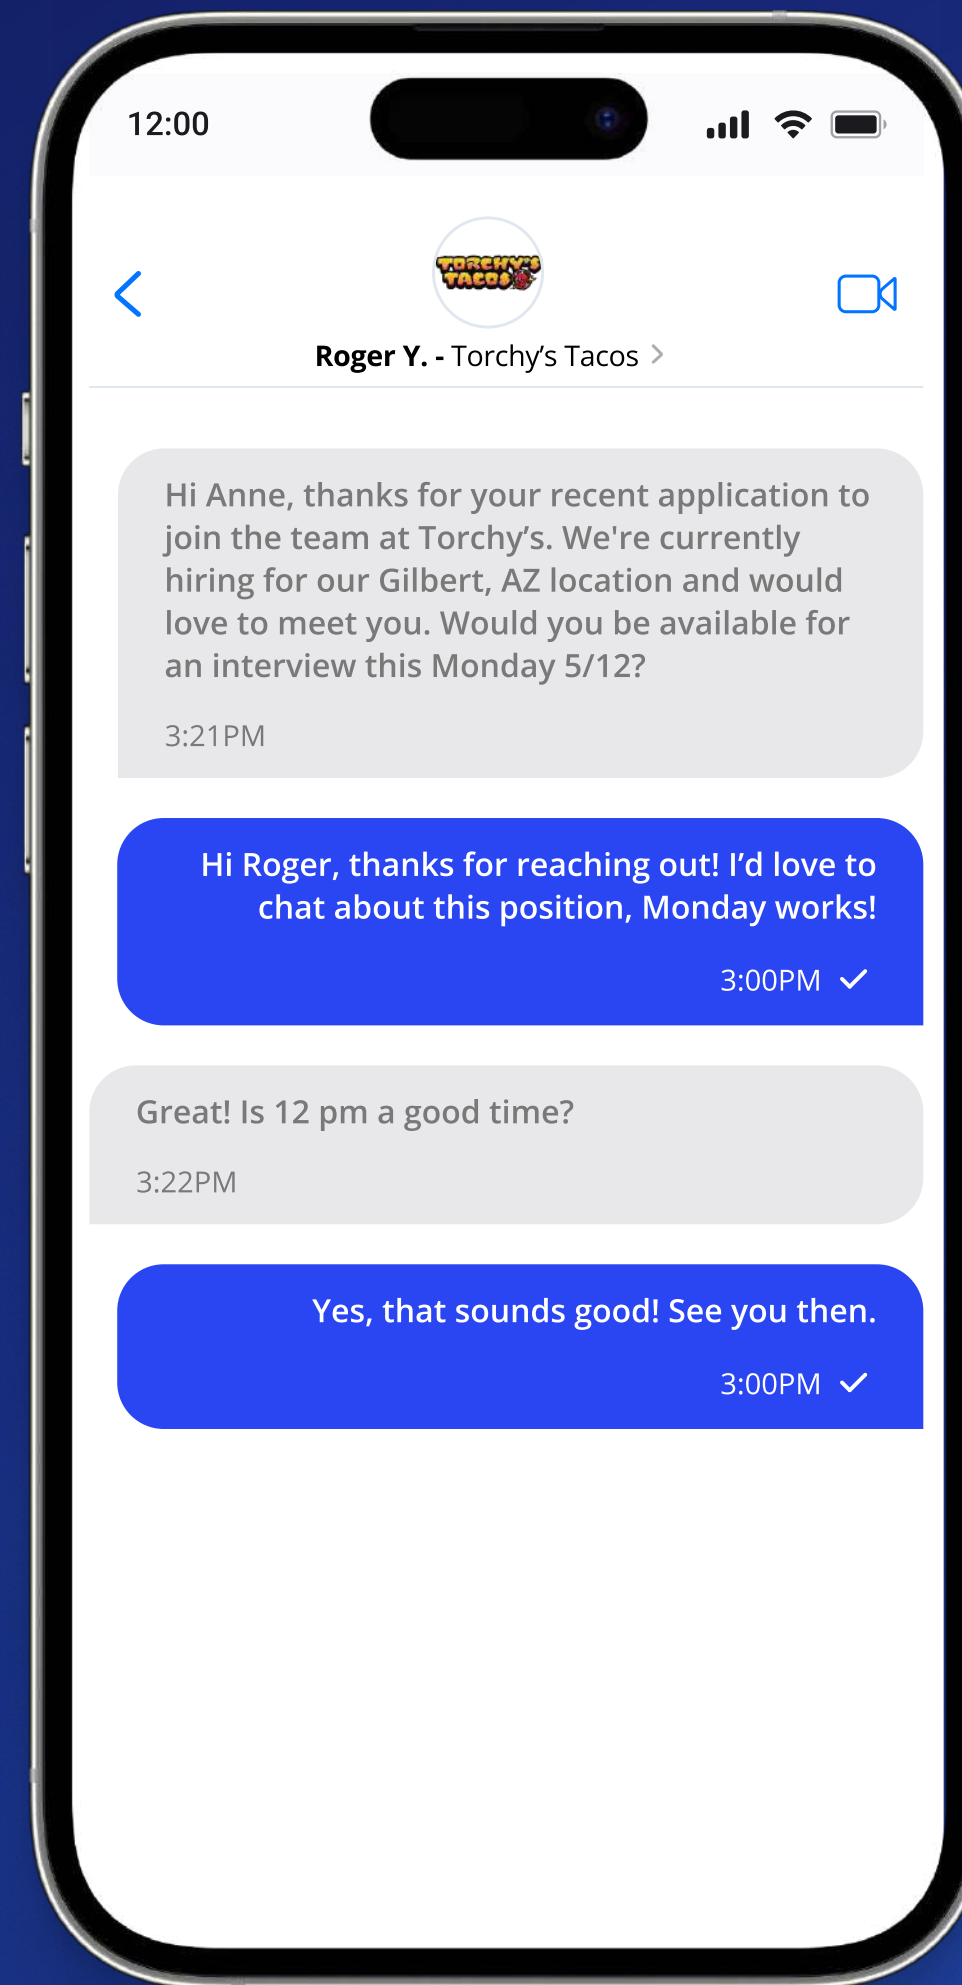 12:00
TORCHY'S
TACOS
Roger Y. - Torchy’s Tacos
Hi Anne, thanks for your recent application to
join the team at Torchy’s. We're currently
hiring for our Gilbert, AZ location and would
love to meet you. Would you be available for
an interview this Monday 5/12?
3:21PM
Hi Roger, thanks for reaching out! I’d love to
chat about this position, Monday works!
3:00PM
Great! Is 12 pm a good time?
3:22PM
Yes, that sounds good! See you then.
3:00PM